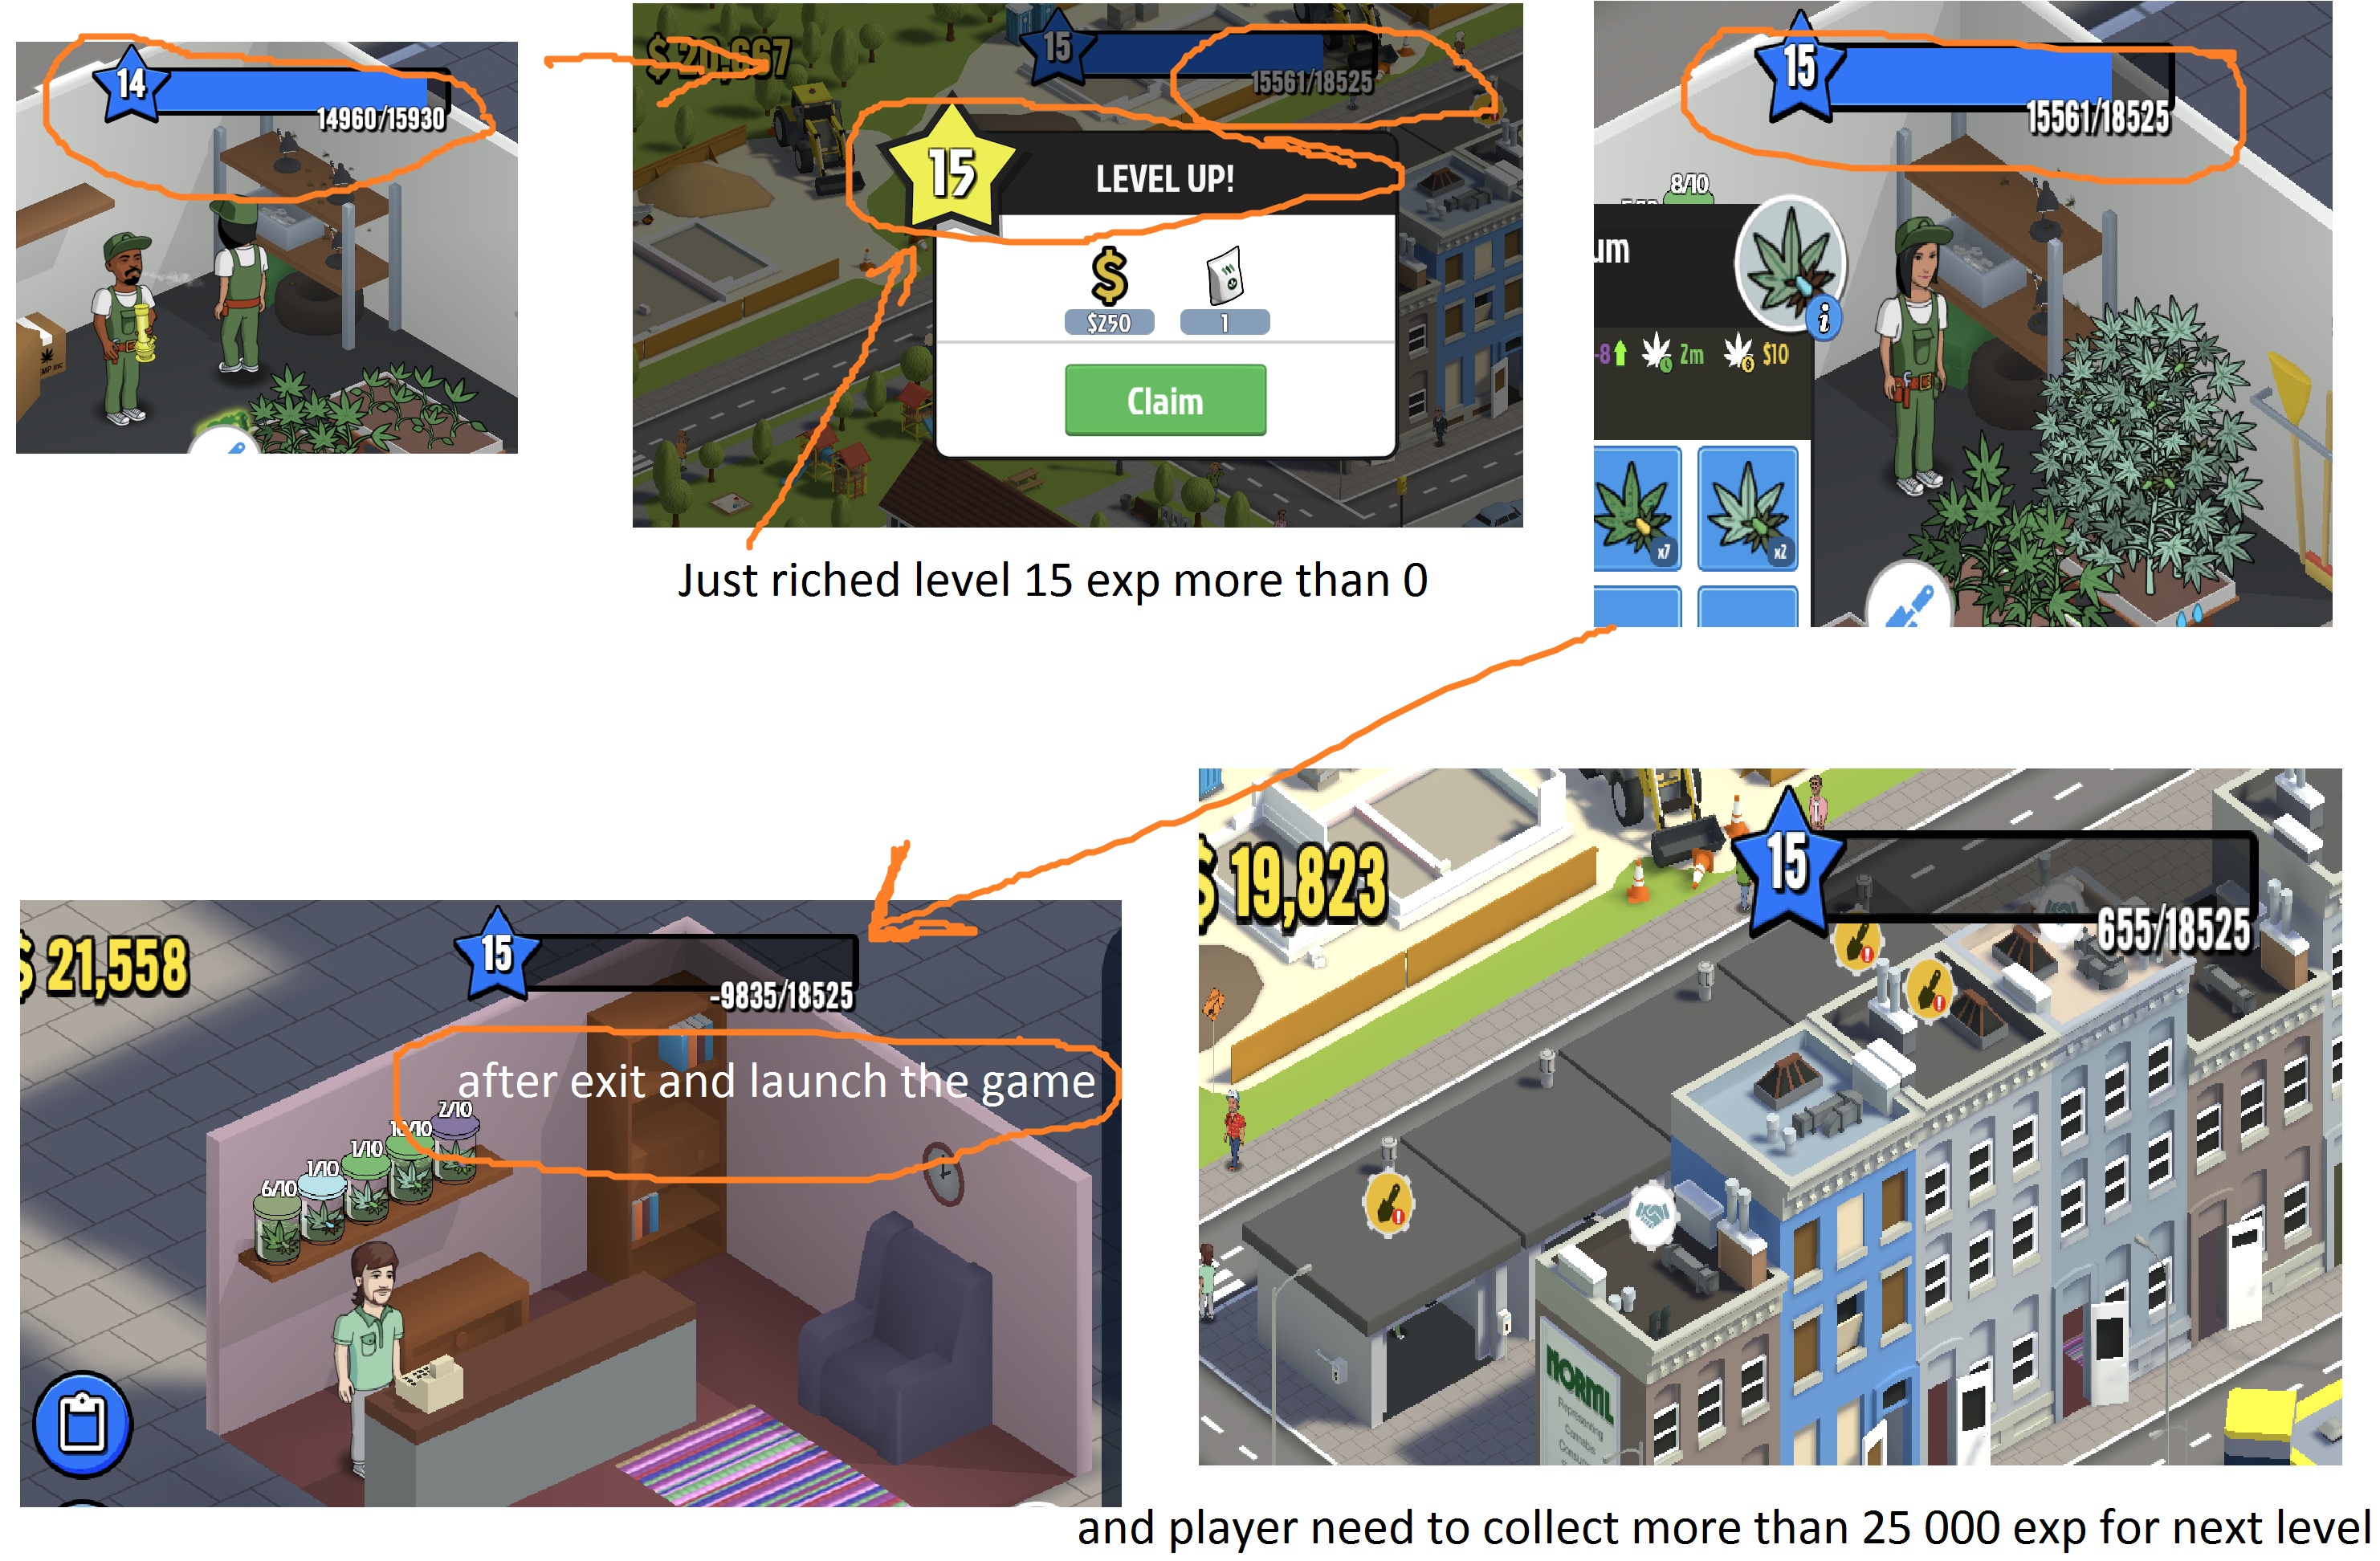 14
14960/15930
$ 20,667
15
15561/18525
15
LEVEL UP!
$250
1
Claim
Just riched level 15 exp more than 0
15
15561/18525
8/10
um
i
-8
2m
$10
x7
x2
$ 21,558
15
-9835/18525
after exit and launch the game
2/10
10/10
1/10
1/10
6/10
$ 19,823
15
655/18525
NORML
Representing
Cannabis
and player need to collect more than 25 000 exp for next level